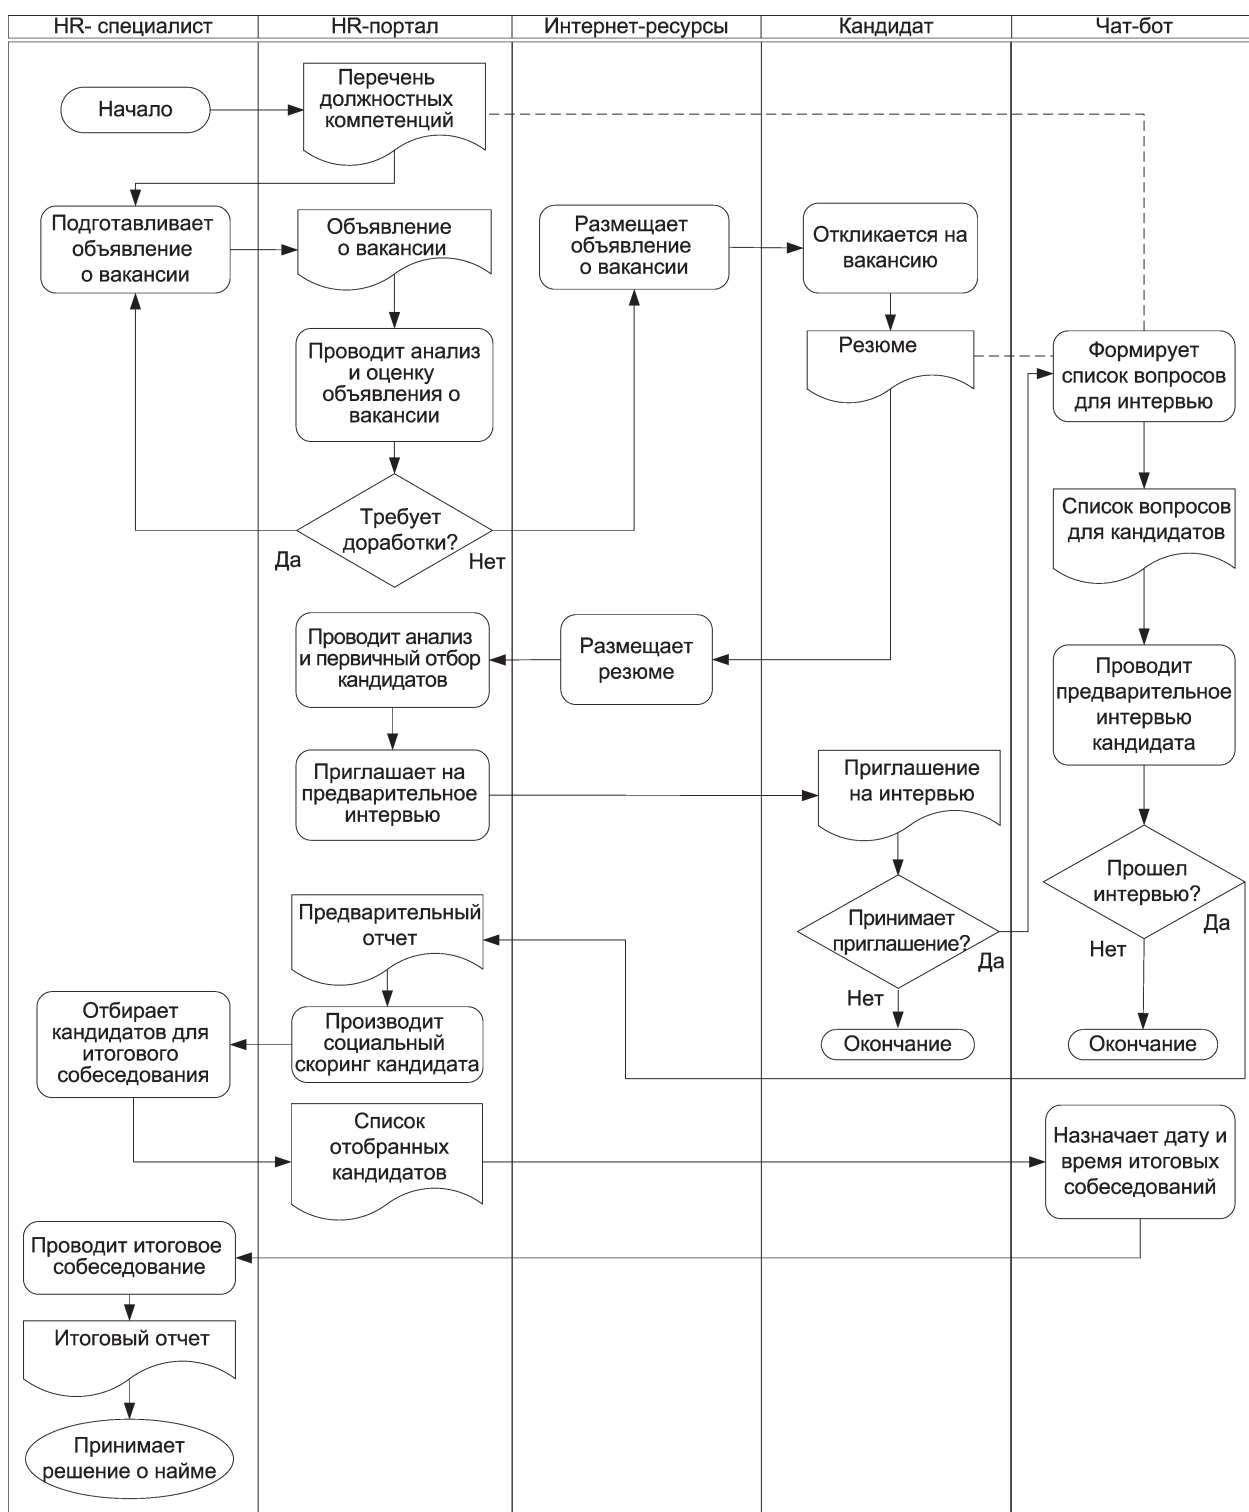 HR- специалист
HR-портал
Интернет-ресурсы
Кандидат
Чат-бот
Начало
Перечень
должностных
компетенций
Подготавливает
объявление
о вакансии
Объявление
о вакансии
Размещает
объявление
о вакансии
Откликается на
вакансию
Проводит анализ
и оценку
объявления о
вакансии
Резюме
Формирует
список вопросов
для интервью
Требует
доработки?
Да
Нет
Список вопросов
для кандидатов
Проводит анализ
и первичный отбор
кандидатов
Размещает
резюме
Проводит
предварительное
интервью
кандидата
Приглашает на
предварительное
интервью
Приглашение
на интервью
Прошел
интервью?
Да
Нет
Предварительный
отчет
Принимает
приглашение?
Да
Нет
Отбирает
кандидатов для
итогового
собеседования
Производит
социальный
скоринг кандидата
Окончание
Окончание
Список
отобранных
кандидатов
Назначает дату и
время итоговых
собеседований
Проводит итоговое
собеседование
Итоговый отчет
Принимает
решение о найме